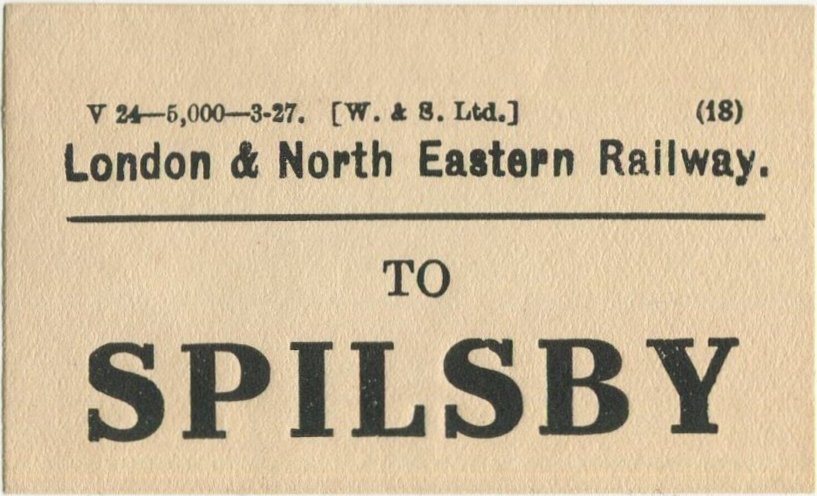 V 24—5,000—3-27. [W. & S. Ltd.] (18)
London & North Eastern Railway.
TO
SPILSBY